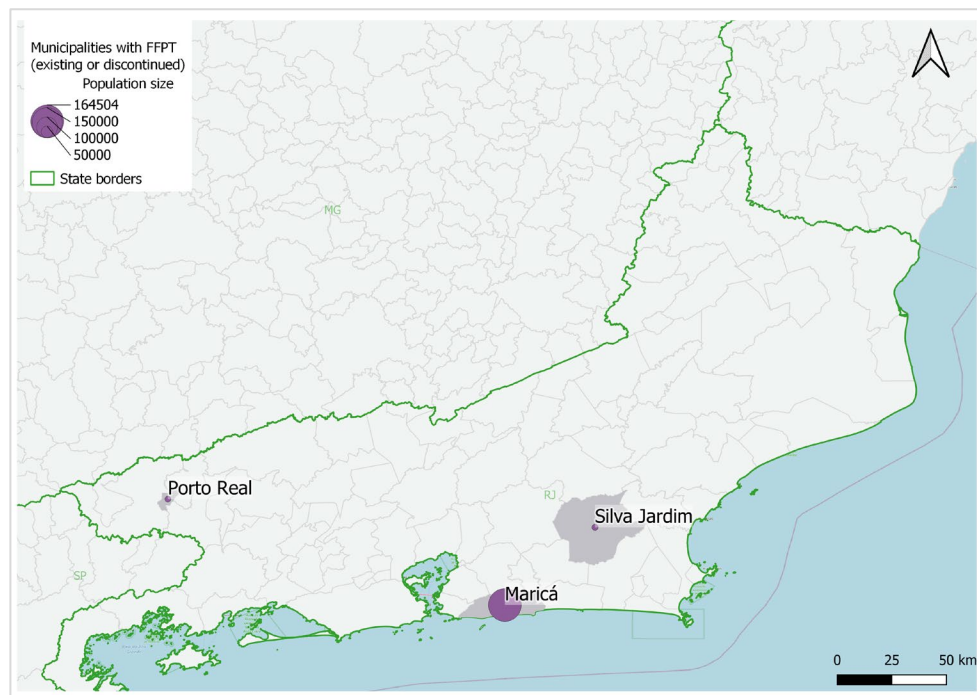 Municipalities with FFPT
(existing or discontinued)
Population size
164504
150000
100000
50000
State borders
MG
Porto Real
RJ
Silva Jardim
SP
Maricá
0 25 50 km